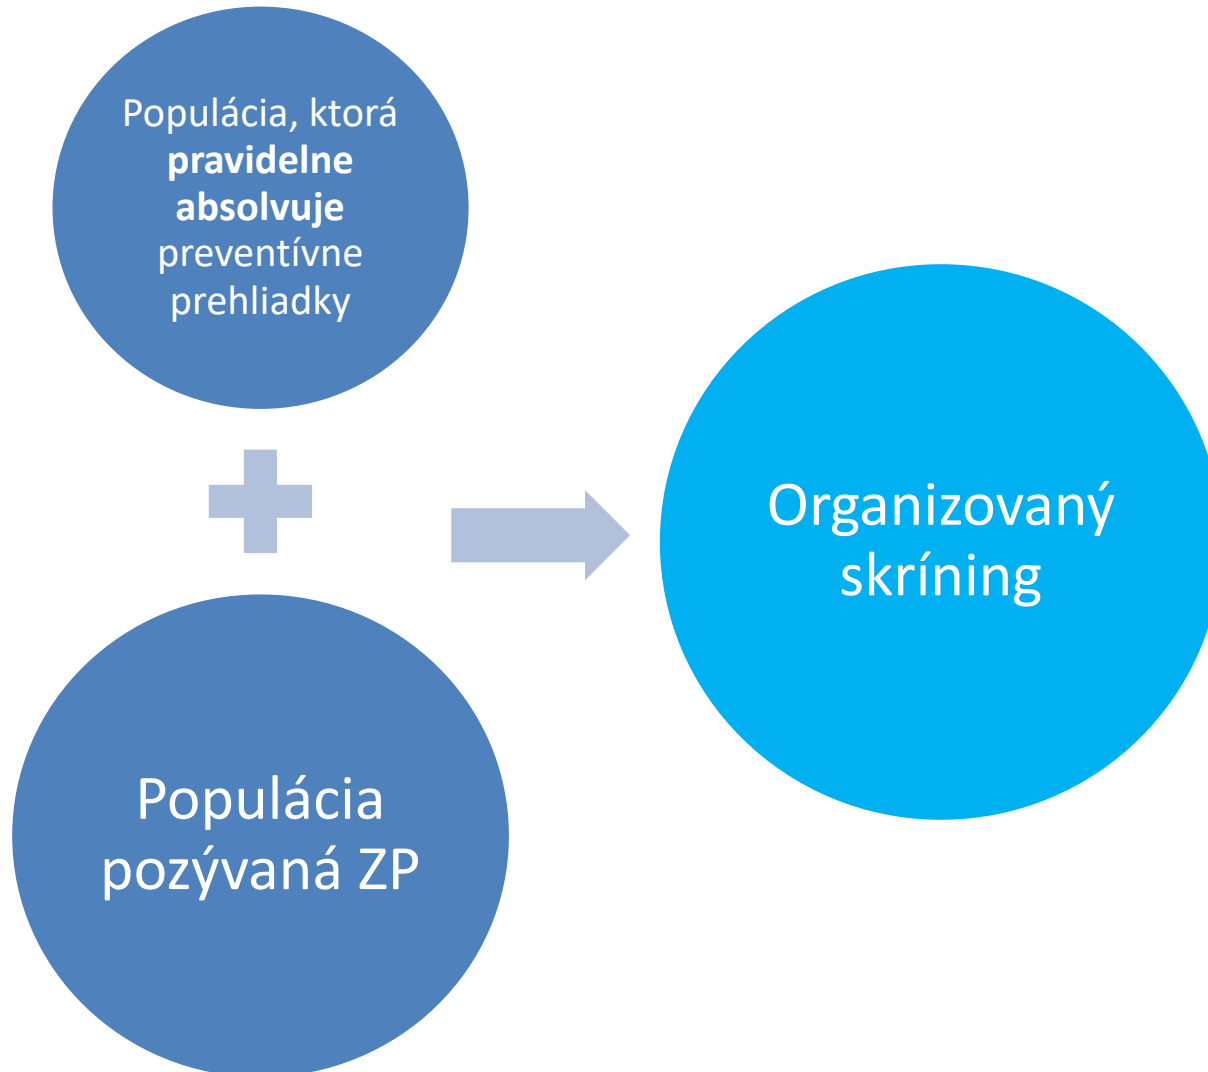 Populácia, ktorá
pravidelne
absolvuje
preventívne
prehliadky
Organizovaný
skríning
Populácia
pozývaná ZP